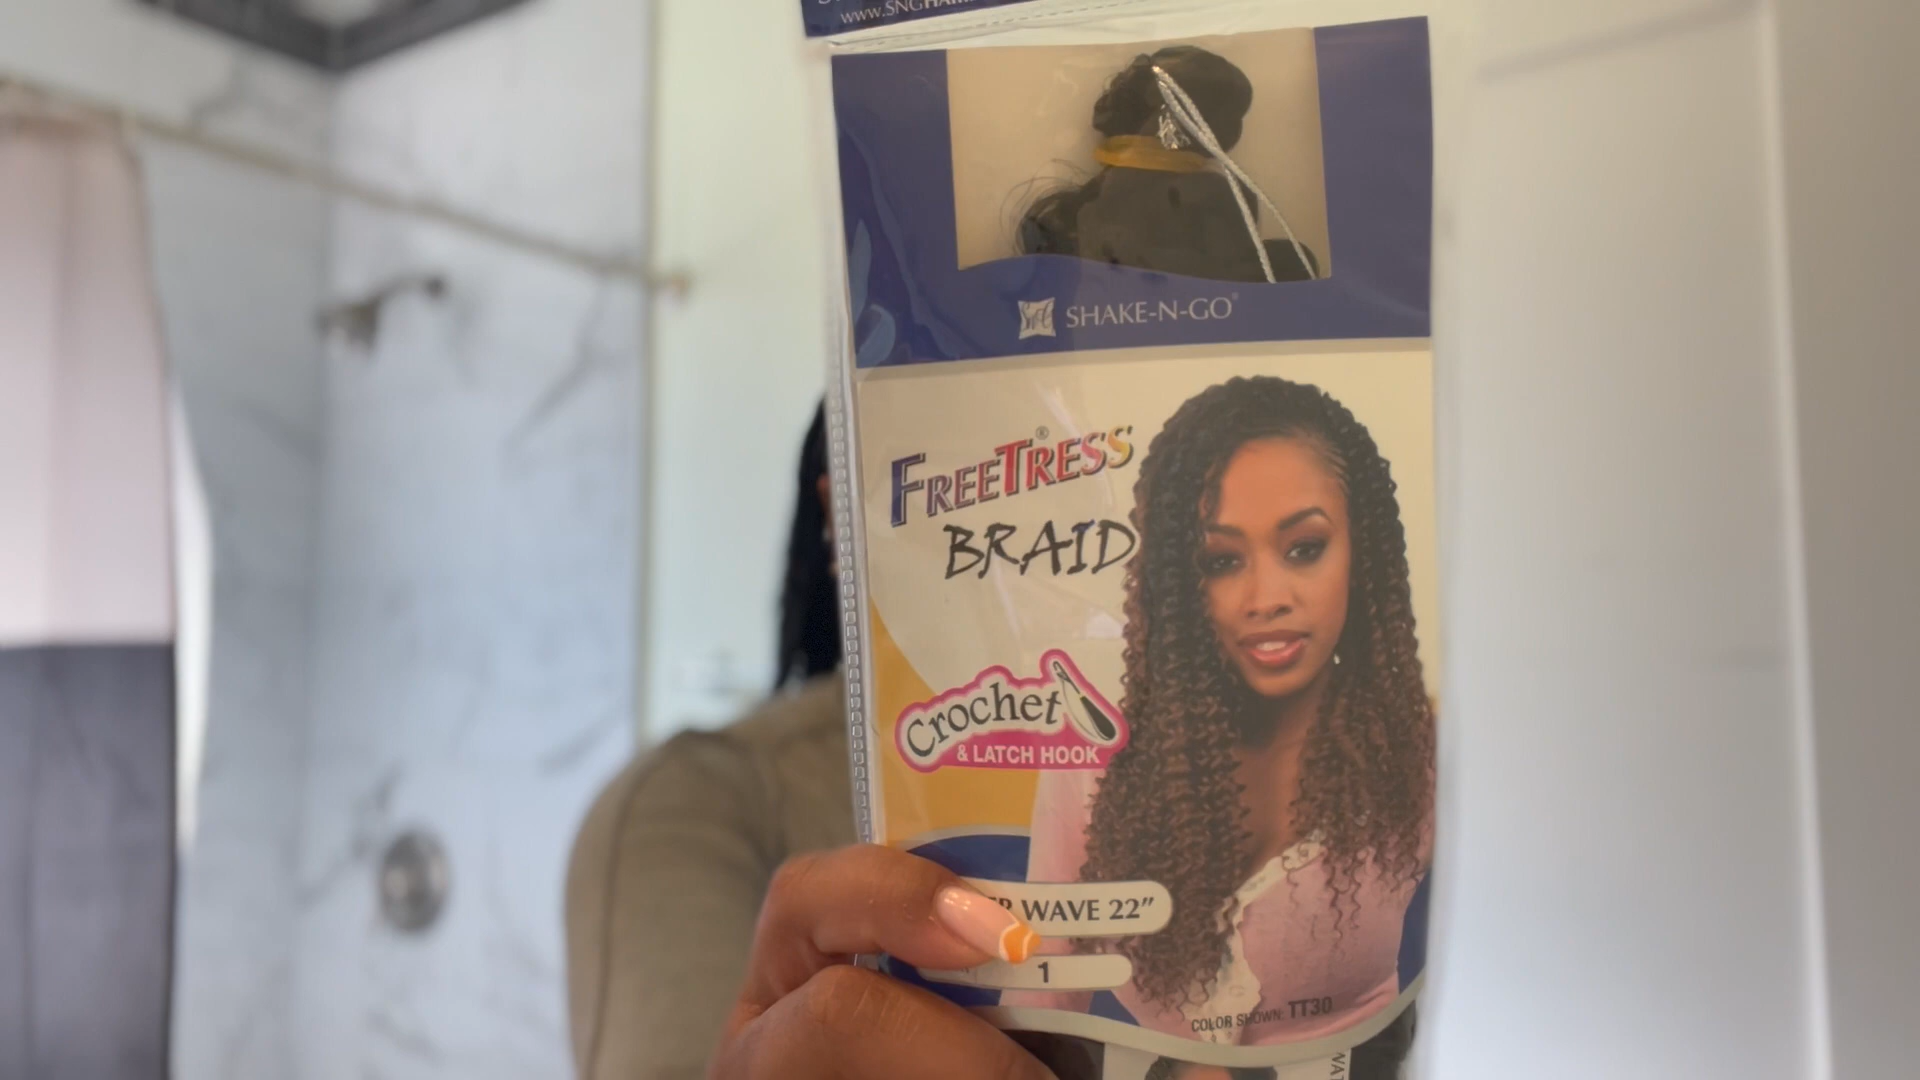 SHAKE-N-GO®
FREETRESS®
BRAID
Crochet
& LATCH HOOK
WAVE 22"
1
COLOR SHOWN: TT30